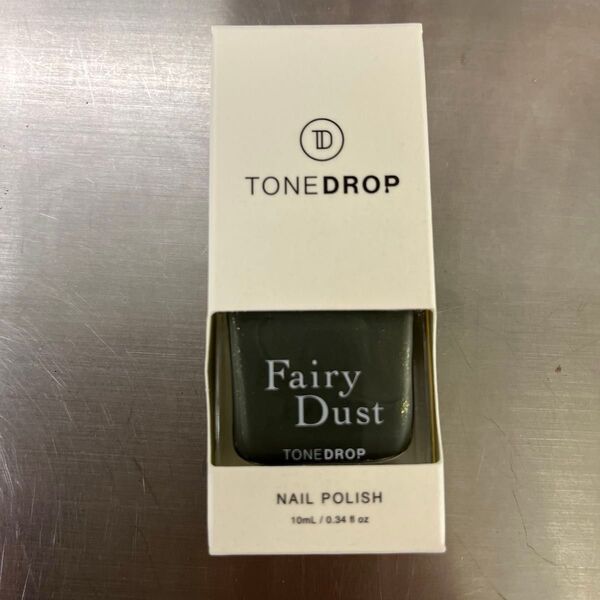 TD
TONEDROP
Fairy
Dust
TONEDROP
NAIL POLISH
10mL / 0.34 fl oz